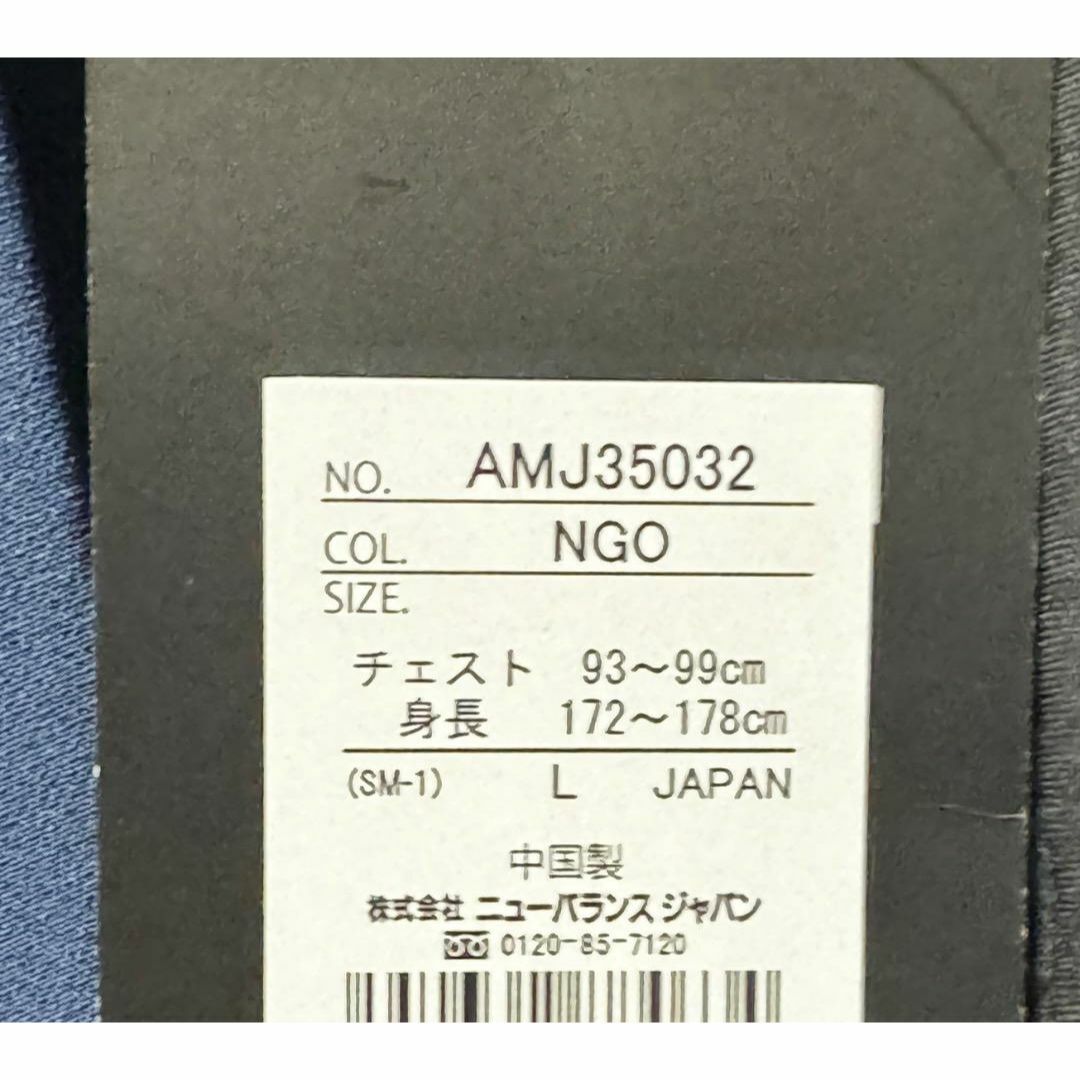 NO. AMJ35032
COL. NGO
SIZE.
チェスト 93～99cm
身長 172～178cm
(SM-1) L JAPAN
中国製
株式会社 ニューバランス ジャパン
0120-85-7120